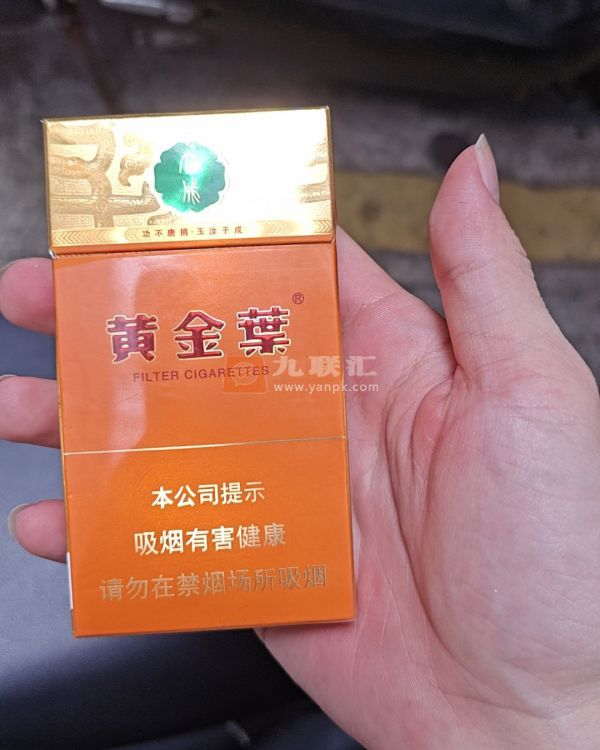 功不唐捐·玉汝于成
黄金葉®
FILTER CIGARETTES
九联汇
www.yanpk.com
本公司提示
吸烟有害健康
请勿在禁烟场所吸烟